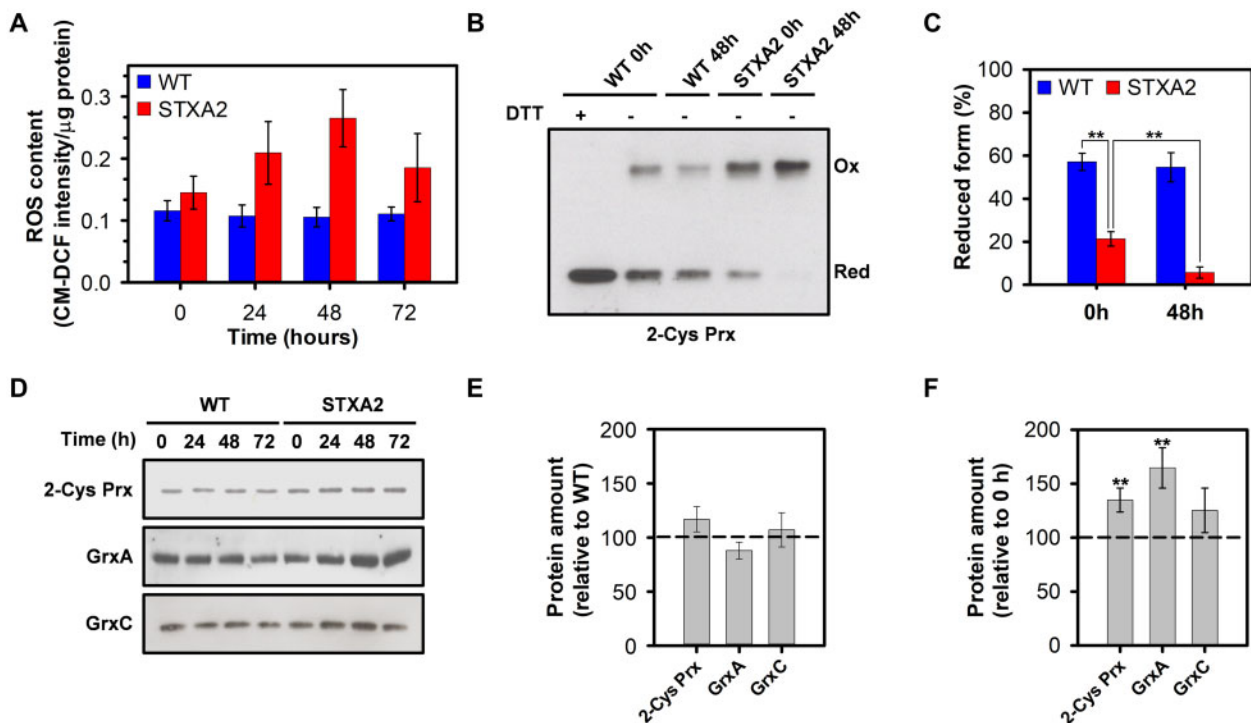 A
ROS content
(CM-DCF intensity/µg protein)
0.3
0.2
0.1
0.0
WT
STXA2
0 24 48 72
Time (hours)
B
WT 0h
WT 48h
STXA2 0h
STXA2 48h
DTT + - - - -
Ox
Red
2-Cys Prx
C
Reduced form (%)
100
80
60
40
20
0
WT STXA2
** **
0h 48h
D
WT STXA2
Time (h) 0 24 48 72 0 24 48 72
2-Cys Prx
GrxA
GrxC
E
Protein amount
(relative to WT)
200
150
100
50
0
2-Cys Prx
GrxA
GrxC
F
Protein amount
(relative to 0 h)
200
150
100
50
0
**
**
2-Cys Prx
GrxA
GrxC